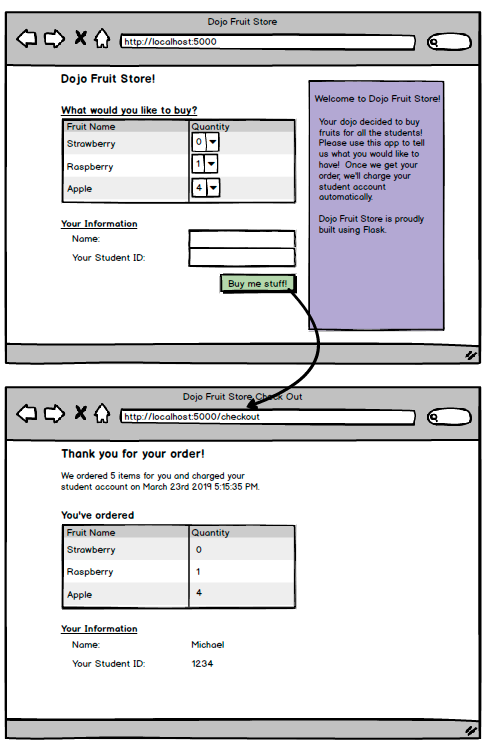 Dojo Fruit Store
http://localhost:5000
Dojo Fruit Store!
What would you like to buy?
Fruit Name Quantity
Strawberry 0
Raspberry 1
Apple 4
Your Information
Name:
Your Student ID:
Buy me stuff!
Welcome to Dojo Fruit Store!
Your dojo decided to buy
fruits for all the students!
Please use this app to tell
us what you would like to
have! Once we get your
order, we'll charge your
student account
automatically.
Dojo Fruit Store is proudly
built using Flask.
Dojo Fruit Store Check Out
http://localhost:5000/checkout
Thank you for your order!
We ordered 5 items for you and charged your
student account on March 23rd 2019 5:15:35 PM.
You've ordered
Fruit Name Quantity
Strawberry 0
Raspberry 1
Apple 4
Your Information
Name: Michael
Your Student ID: 1234